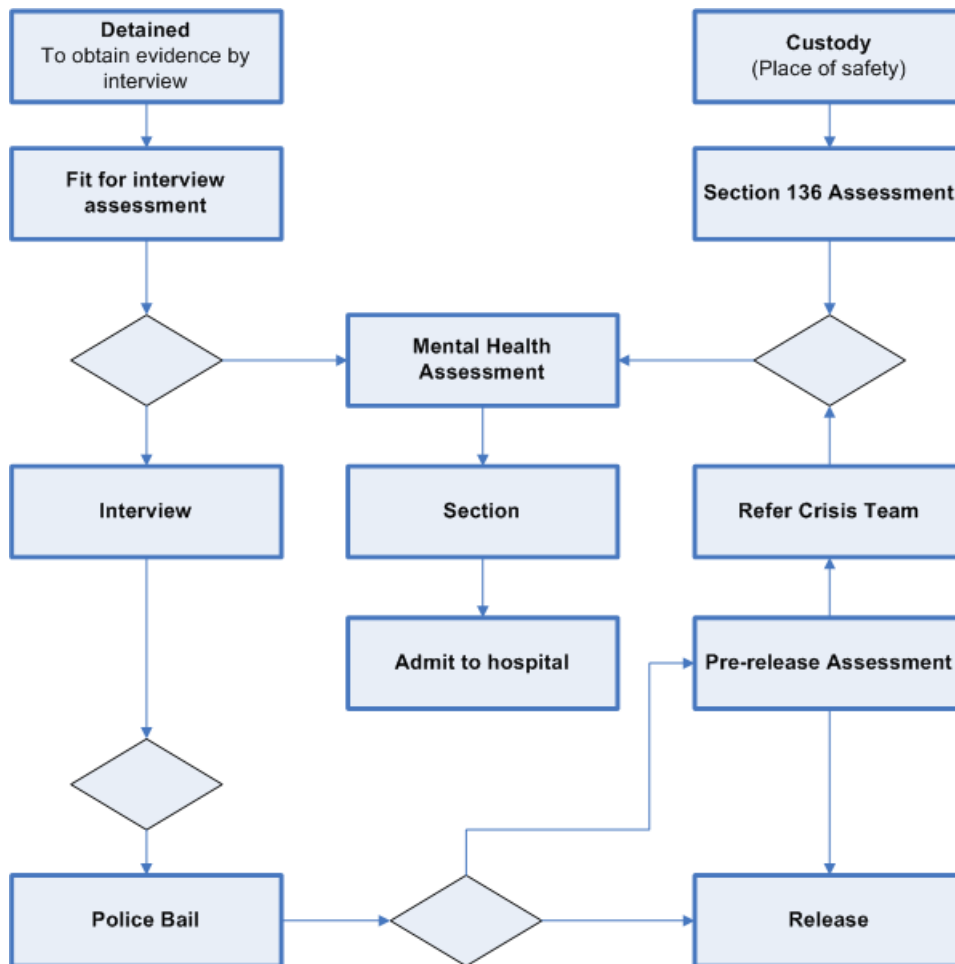 Detained
To obtain evidence by
interview
Custody
(Place of safety)
Fit for interview
assessment
Section 136 Assessment
Mental Health
Assessment
Interview
Section
Refer Crisis Team
Admit to hospital
Pre-release Assessment
Police Bail
Release